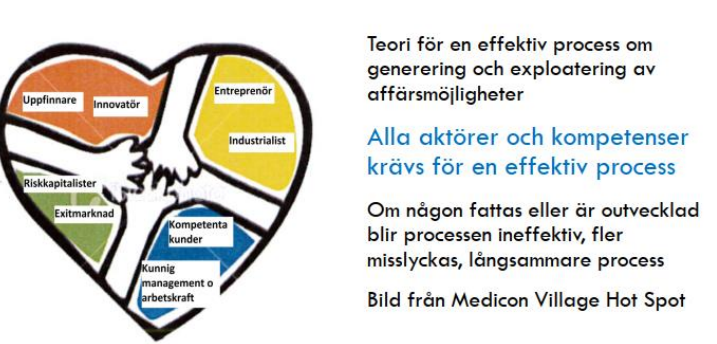 Uppfinnare
Innovatör
Entreprenör
Industrialist
Riskkapitalister
Exitmarknad
Kompetenta
kunder
Kunnig
management o
arbetskraft
Teori för en effektiv process om
generering och exploatering av
affärsmöjligheter
Alla aktörer och kompetenser
krävs för en effektiv process
Om någon fattas eller är outvecklad
blir processen ineffektiv, fler
misslyckas, långsammare process
Bild från Medicon Village Hot Spot